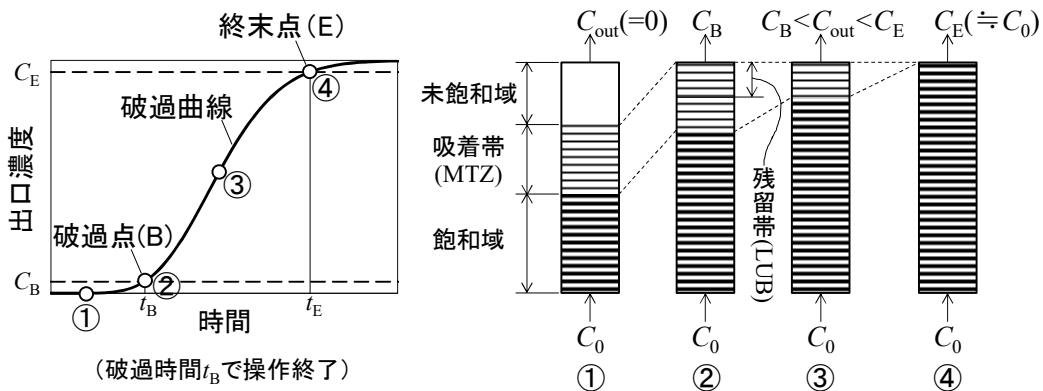 終末点(E)
C_E
④
破過曲線
③
出口濃度
破過点(B)
C_B
①
②
t_B
t_E
時間
(破過時間t_Bで操作終了)
C_out(=0)
C_B
C_B<C_out<C_E
C_E(≒C_0)
未飽和域
吸着帯
(MTZ)
飽和域
残留帯(LUB)
C_0
C_0
C_0
C_0
①
②
③
④